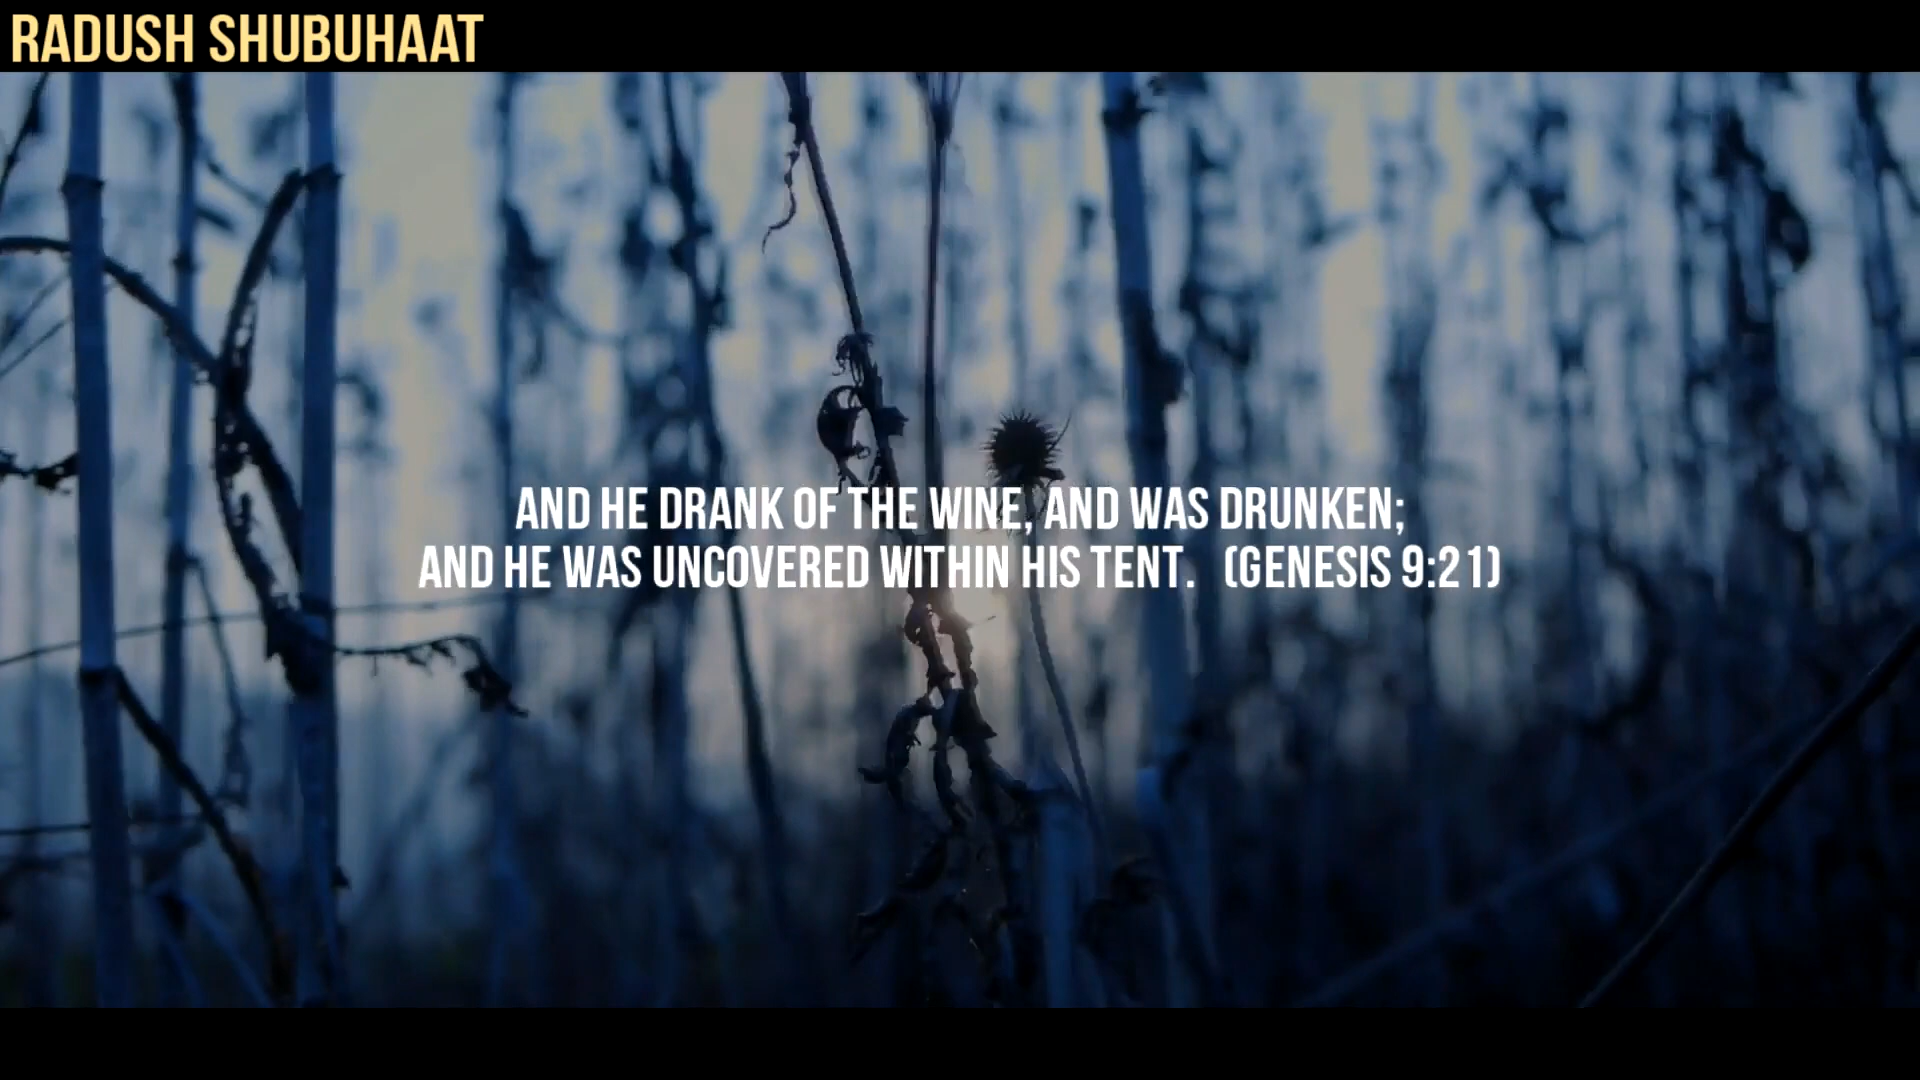 RADUSH SHUBUHAAT
AND HE DRANK OF THE WINE, AND WAS DRUNKEN;
AND HE WAS UNCOVERED WITHIN HIS TENT. (GENESIS 9:21)